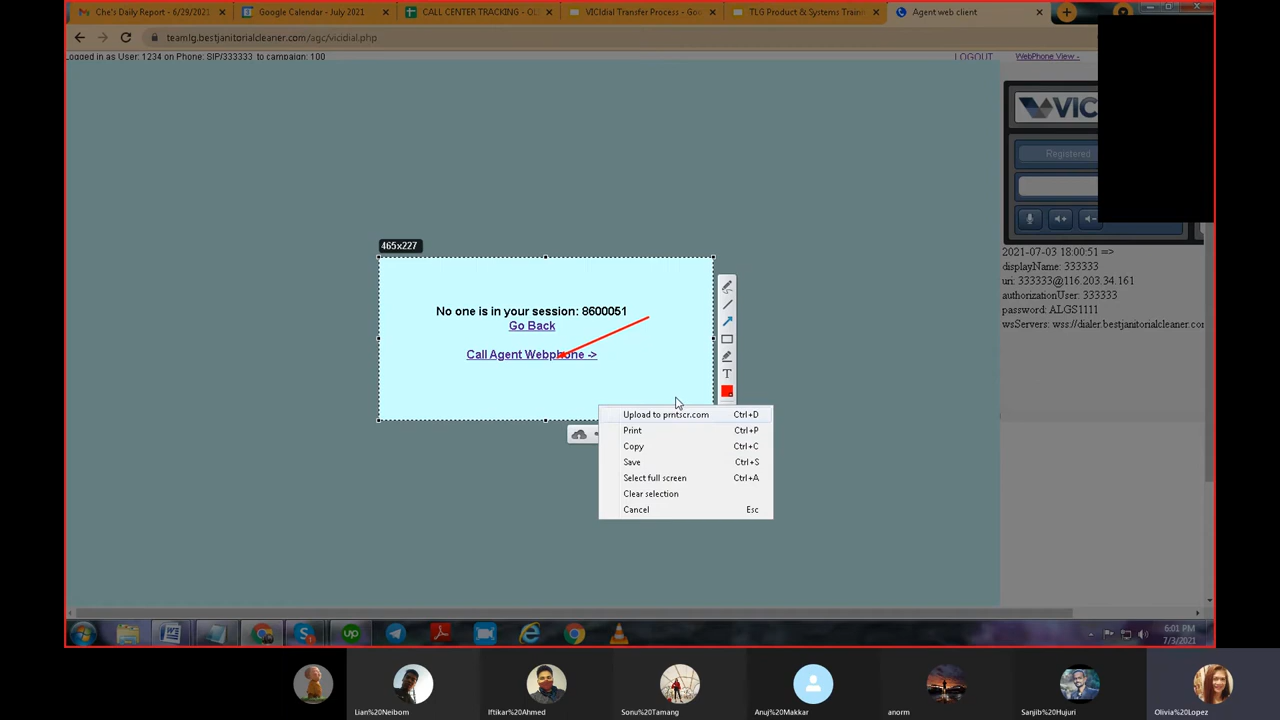 Che's Daily Report - 6/29/2021
Google Calendar - July 2021
CALL CENTER TRACKING - OL
VICIdial Transfer Process - Goo
TLG Product & Systems Traini
Agent web client
teamlg.bestjanitorialcleaner.com/agc/vicidial.php
Logged in as User: 1234 on Phone: SIP/333333 to campaign: 100
LOGOUT
WebPhone View -
VIC
Registered
465x227
No one is in your session: 8600051
Go Back
Call Agent Webphone ->
2021-07-03 18:00:51 ==>
displayName: 333333
uri: 333333@116.203.34.161
authorizationUser: 333333
password: ALGS1111
wsServers: wss://dialer.bestjanitorialcleaner.co
T
Upload to prntscr.com Ctrl+D
Print Ctrl+P
Copy Ctrl+C
Save Ctrl+S
Select full screen Ctrl+A
Clear selection
Cancel Esc
6:01 PM
7/3/2021
Lian%20Neibom
Iftikar%20Ahmed
Sonu%20Tamang
Anuj%20Makkar
anorm
Sanjib%20Hujuri
Olivia%20Lopez